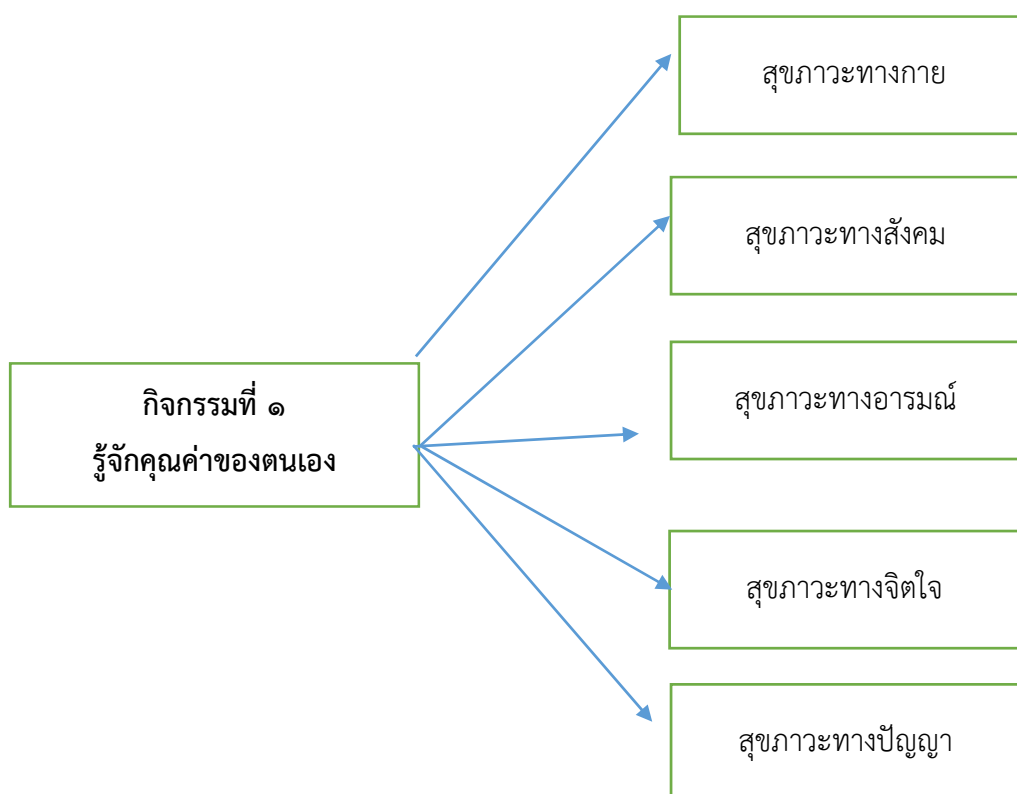 สุขภาวะทางกาย
สุขภาวะทางสังคม
กิจกรรมที่ ๑
รู้จักคุณค่าของตนเอง
สุขภาวะทางอารมณ์
สุขภาวะทางจิตใจ
สุขภาวะทางปัญญา